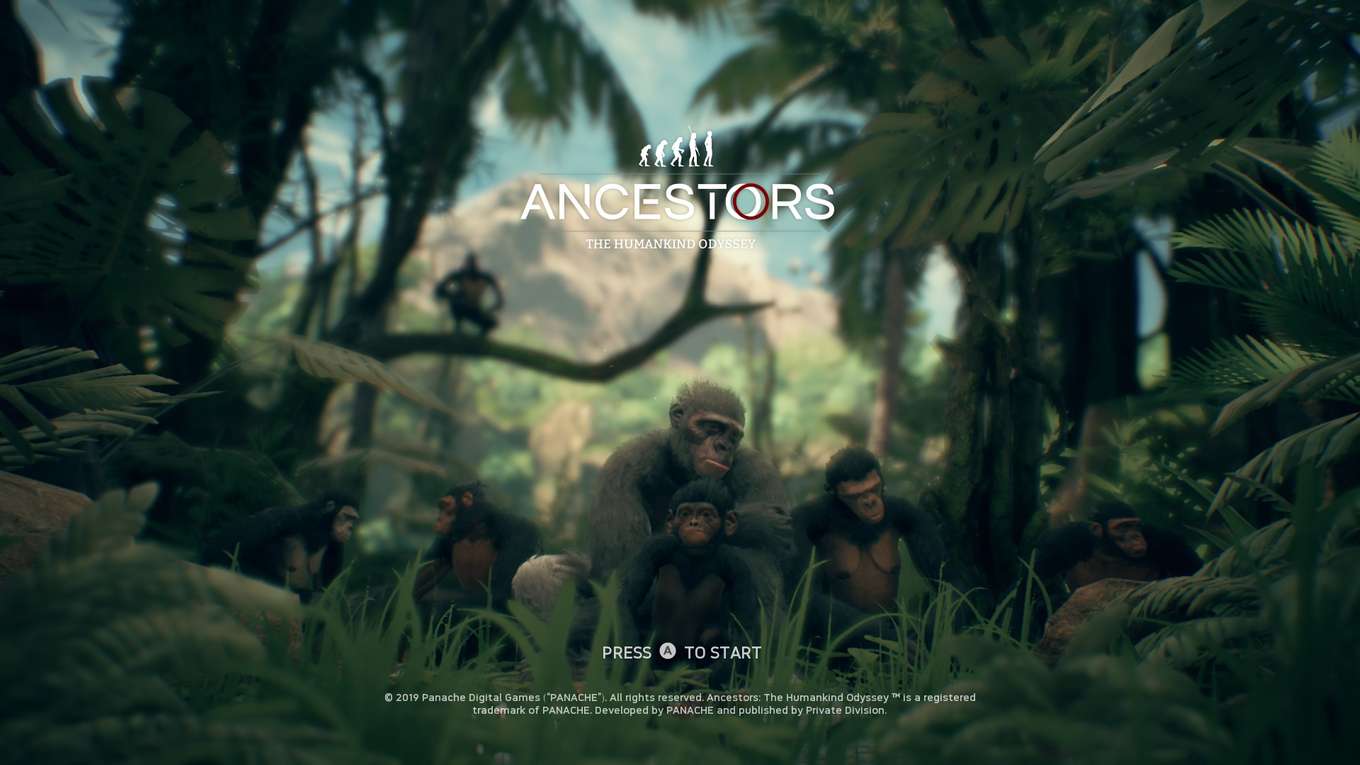 ANCESTORS
THE HUMANKIND ODYSSEY
PRESS A TO START
© 2019 Panache Digital Games ("PANACHE"). All rights reserved. Ancestors: The Humankind Odyssey ™ is a registered
trademark of PANACHE. Developed by PANACHE and published by Private Division.